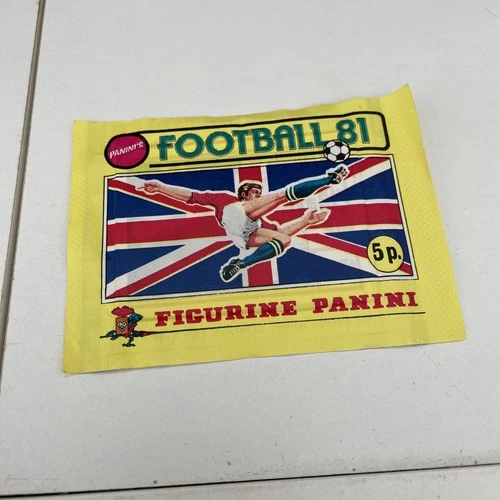 PANINI'S
FOOTBALL 81
5p.
FIGURINE PANINI